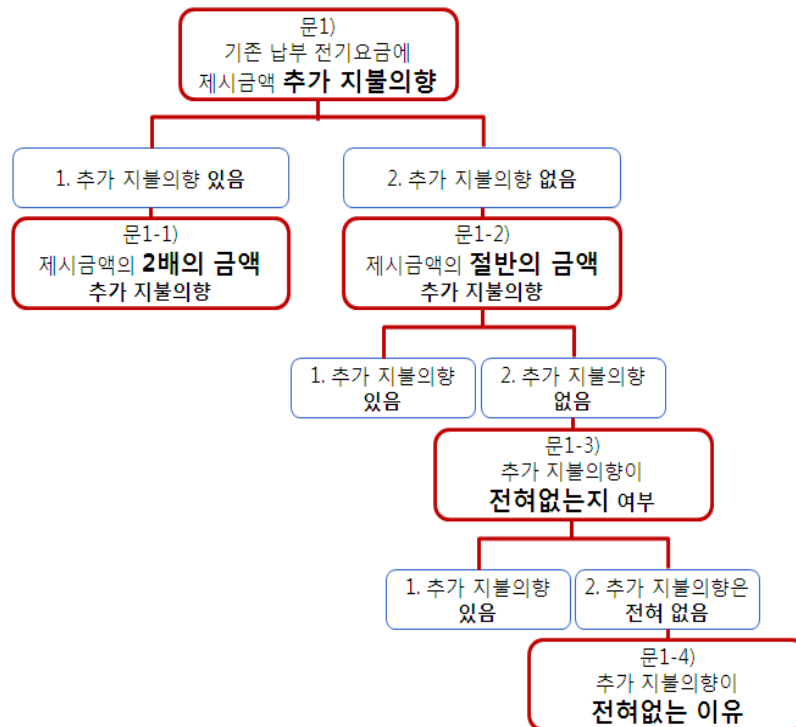 문1)
기존 납부 전기요금에
제시금액 추가 지불의향
1. 추가 지불의향 있음
2. 추가 지불의향 없음
문1-1)
제시금액의 2배의 금액
추가 지불의향
문1-2)
제시금액의 절반의 금액
추가 지불의향
1. 추가 지불의향
있음
2. 추가 지불의향
없음
문1-3)
추가 지불의향이
전혀없는지 여부
1. 추가 지불의향
있음
2. 추가 지불의향은
전혀 없음
문1-4)
추가 지불의향이
전혀없는 이유